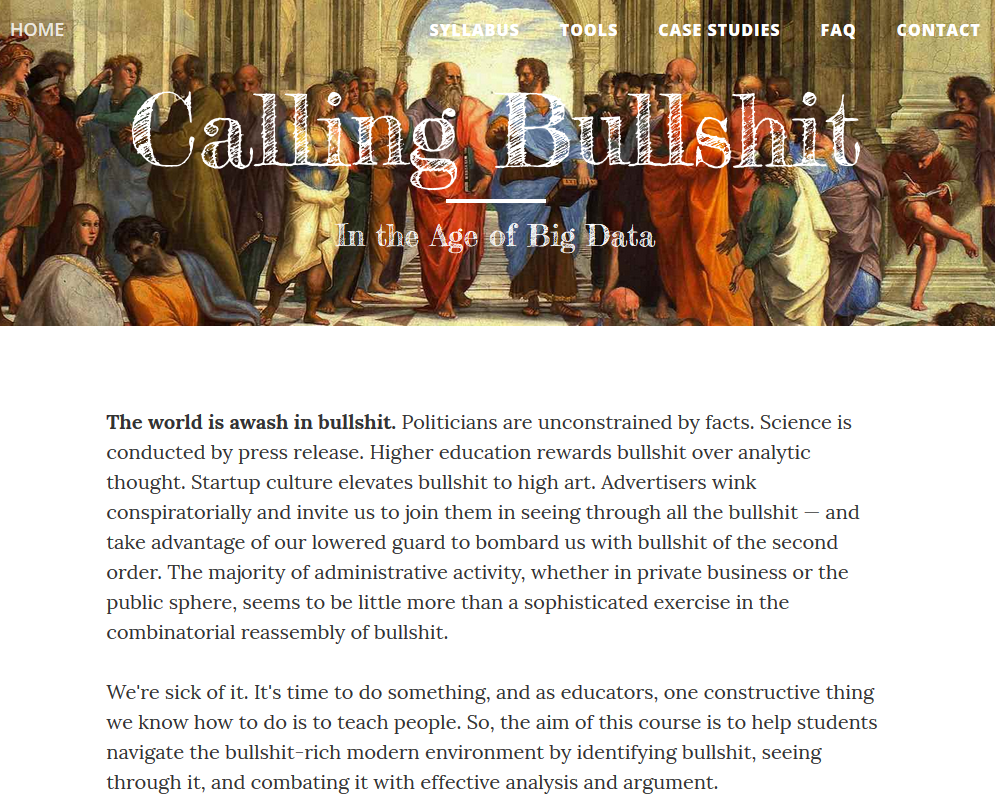 HOME SYLLABUS TOOLS CASE STUDIES FAQ CONTACT
Calling Bullshit
In the Age of Big Data
The world is awash in bullshit. Politicians are unconstrained by facts. Science is
conducted by press release. Higher education rewards bullshit over analytic
thought. Startup culture elevates bullshit to high art. Advertisers wink
conspiratorially and invite us to join them in seeing through all the bullshit — and
take advantage of our lowered guard to bombard us with bullshit of the second
order. The majority of administrative activity, whether in private business or the
public sphere, seems to be little more than a sophisticated exercise in the
combinatorial reassembly of bullshit.
We're sick of it. It's time to do something, and as educators, one constructive thing
we know how to do is to teach people. So, the aim of this course is to help students
navigate the bullshit-rich modern environment by identifying bullshit, seeing
through it, and combating it with effective analysis and argument.